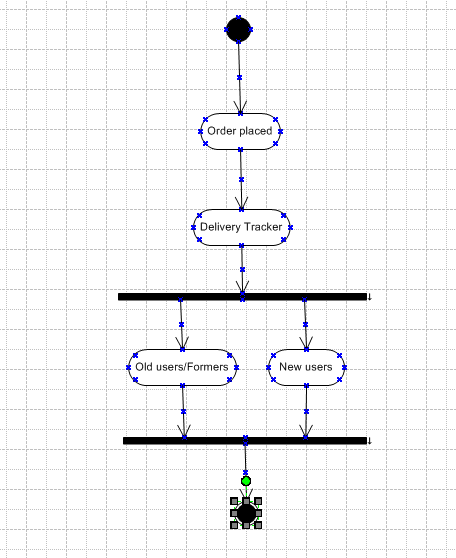 Order placed
Delivery Tracker
Old users/Formers
New users